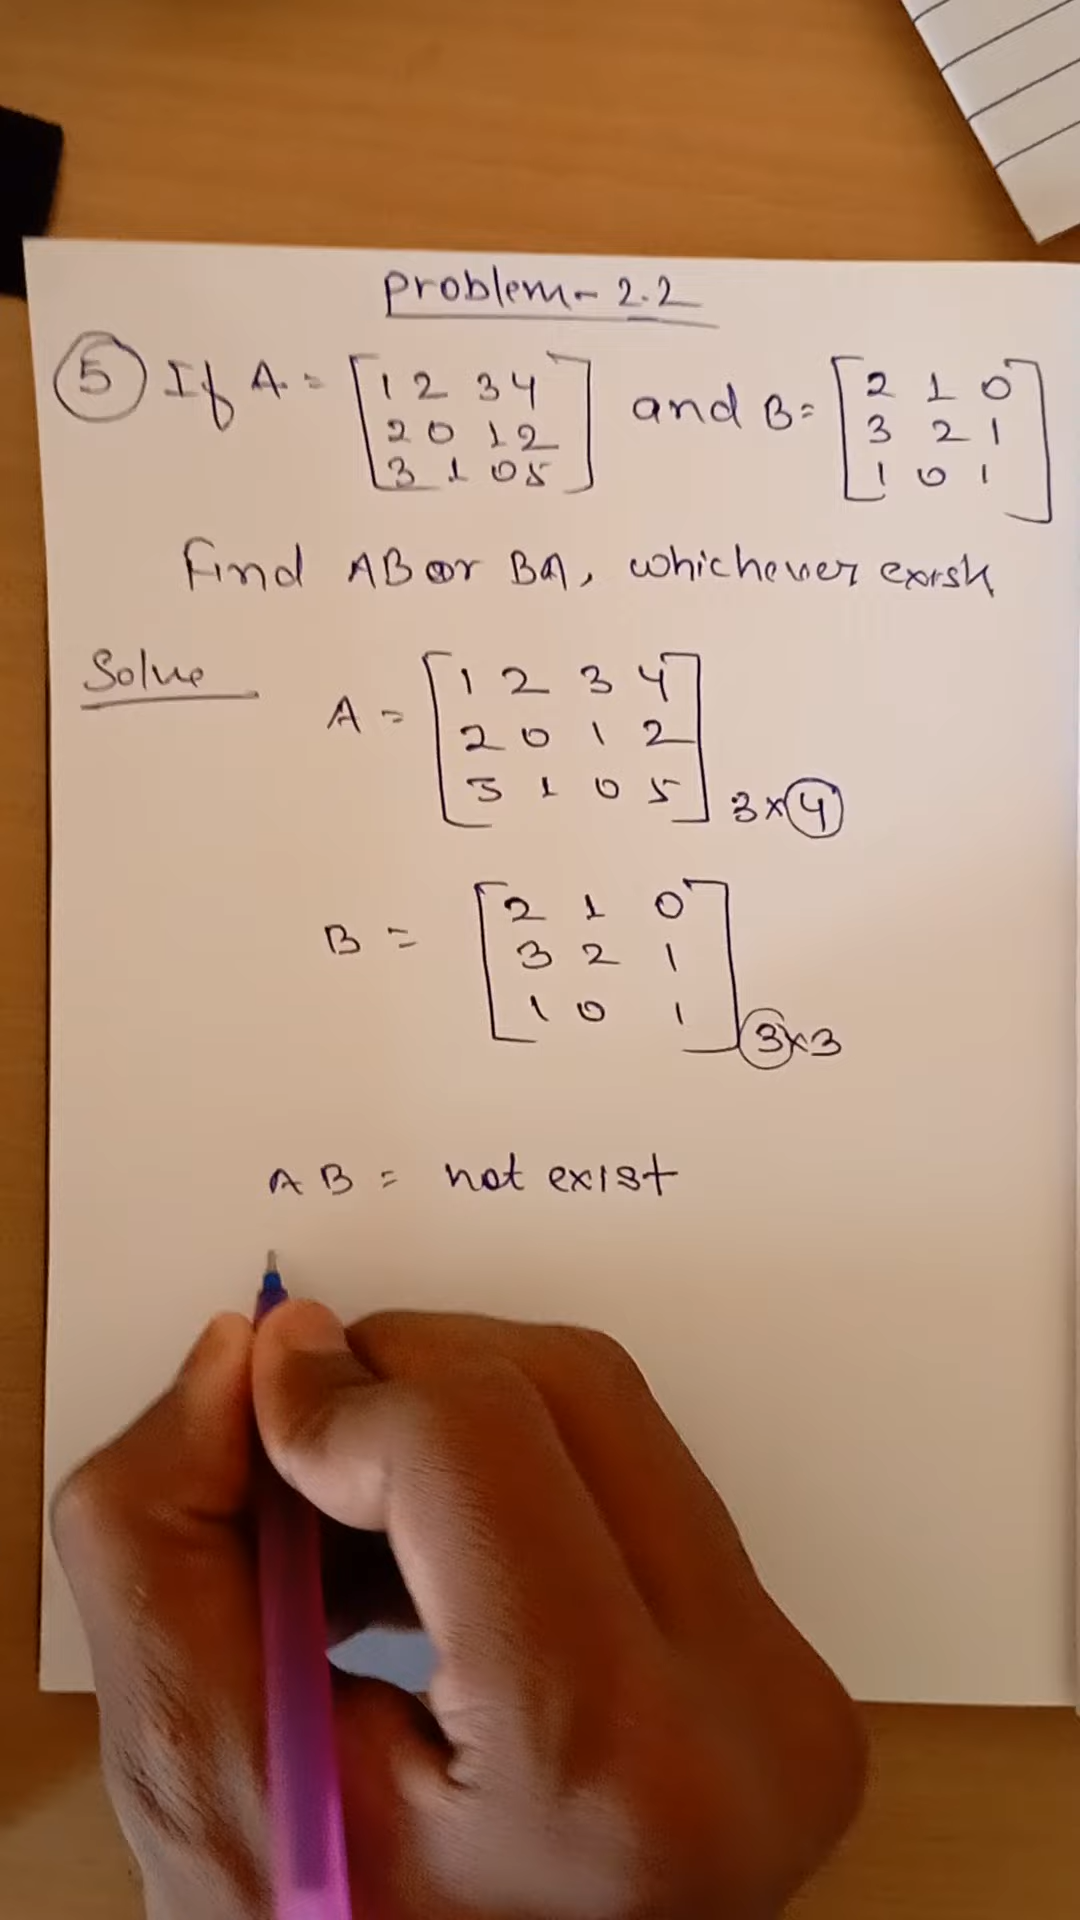 Problem - 2.2
5 If A = [1 2 3 4 and B = [2 1 0
2 0 1 2 3 2 1
3 1 0 5] 1 0 1]
Find AB or BA, whichever
Solve
A = [1 2 3 4
2 0 1 2
3 1 0 5] 3×4
B = [2 1 0
3 2 1
1 0 1] 3×3
AB = not exist